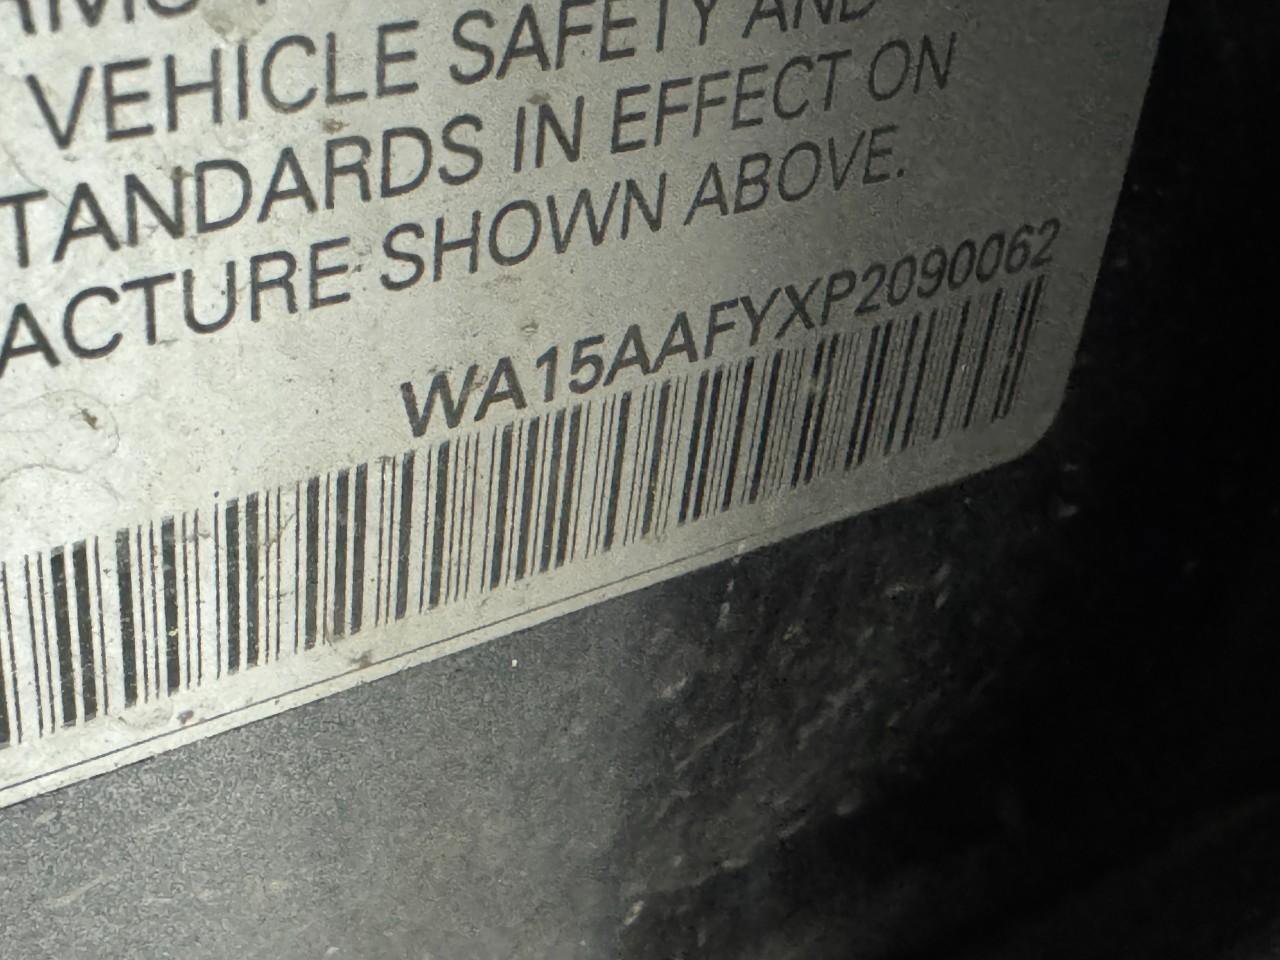 VEHICLE SAFETY AND
TANDARDS IN EFFECT ON
ACTURE SHOWN ABOVE.
WA15AAFYXP2090062